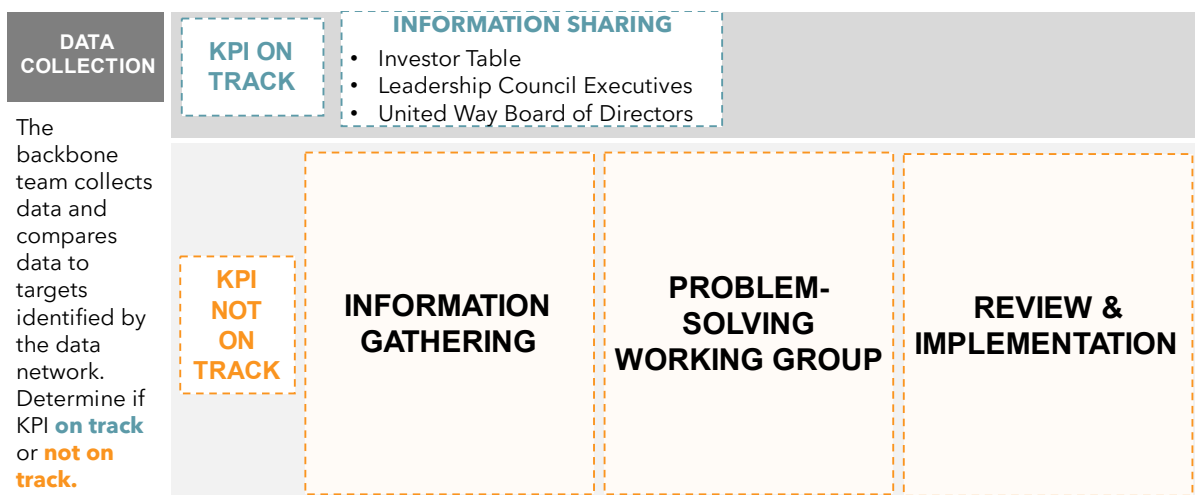 DATA
COLLECTION
The
backbone
team collects
data and
compares
data to
targets
identified by
the data
network.
Determine if
KPI on track
or not on
track.
KPI ON
TRACK
INFORMATION SHARING
• Investor Table
• Leadership Council Executives
• United Way Board of Directors
KPI
NOT
ON
TRACK
INFORMATION
GATHERING
PROBLEM-
SOLVING
WORKING GROUP
REVIEW &
IMPLEMENTATION